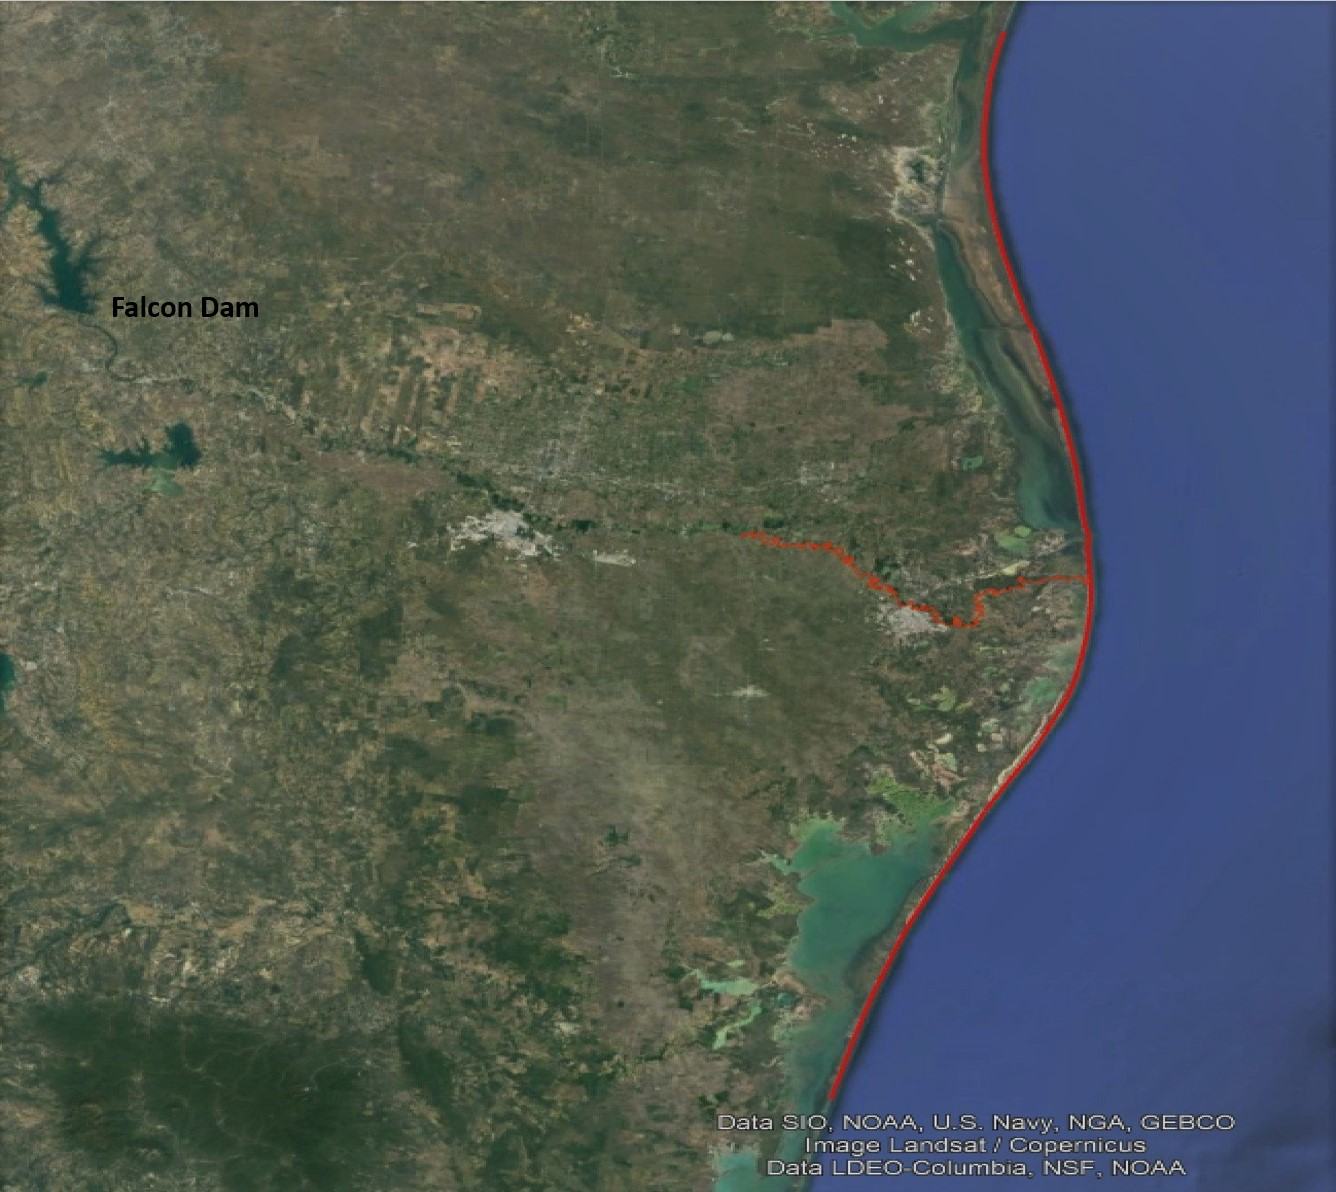 Falcon Dam
Data SIO, NOAA, U.S. Navy, NGA, GEBCO
Image Landsat / Copernicus
Data LDEO-Columbia, NSF, NOAA